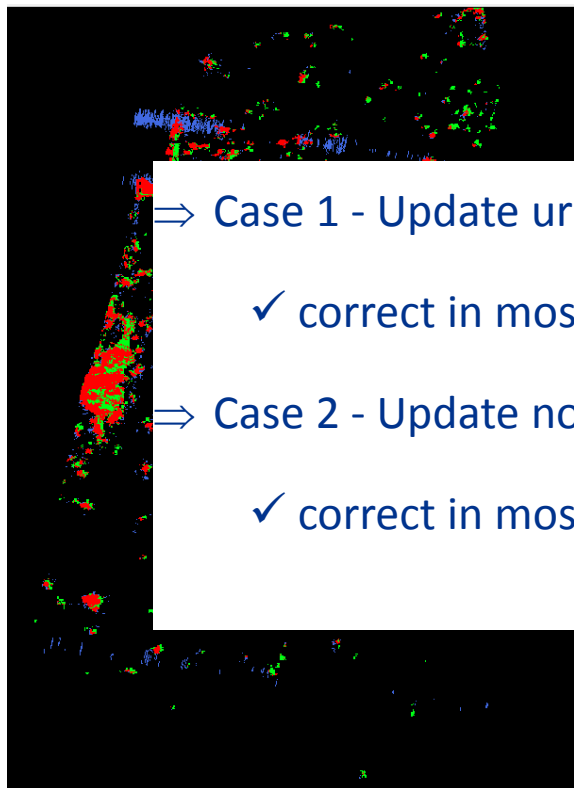 ⇒ Case 1 - Update ur
✓ correct in mos
⇒ Case 2 - Update no
✓ correct in mos